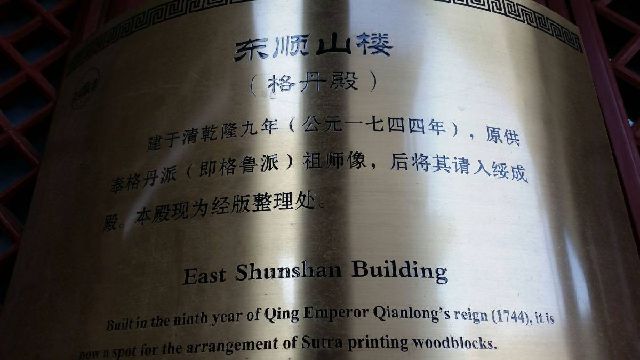 东顺山楼
（格丹殿）
建于清乾隆九年（公元一七四四年），原供
奉格丹派（即格鲁派）祖师像，后将其请入绥成
殿。本殿现为经版整理处。
East Shunshan Building
Built in the ninth year of Qing Emperor Qianlong's reign (1744), it is
now a spot for the arrangement of Sutra printing woodblocks.